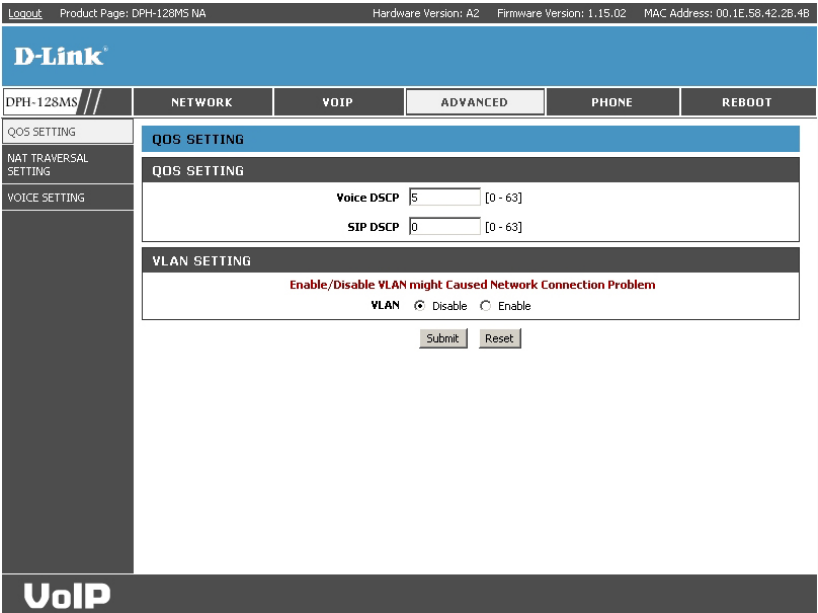 Logout Product Page: DPH-128MS NA Hardware Version: A2 Firmware Version: 1.15.02 MAC Address: 00.1E.58.42.2B.4B
D-Link
DPH-128MS // NETWORK VOIP ADVANCED PHONE REBOOT
QOS SETTING
NAT TRAVERSAL
SETTING
VOICE SETTING
QOS SETTING
QOS SETTING
Voice DSCP 5 [0 - 63]
SIP DSCP 0 [0 - 63]
VLAN SETTING
Enable/Disable VLAN might Caused Network Connection Problem
VLAN Disable Enable
Submit Reset
VoIP